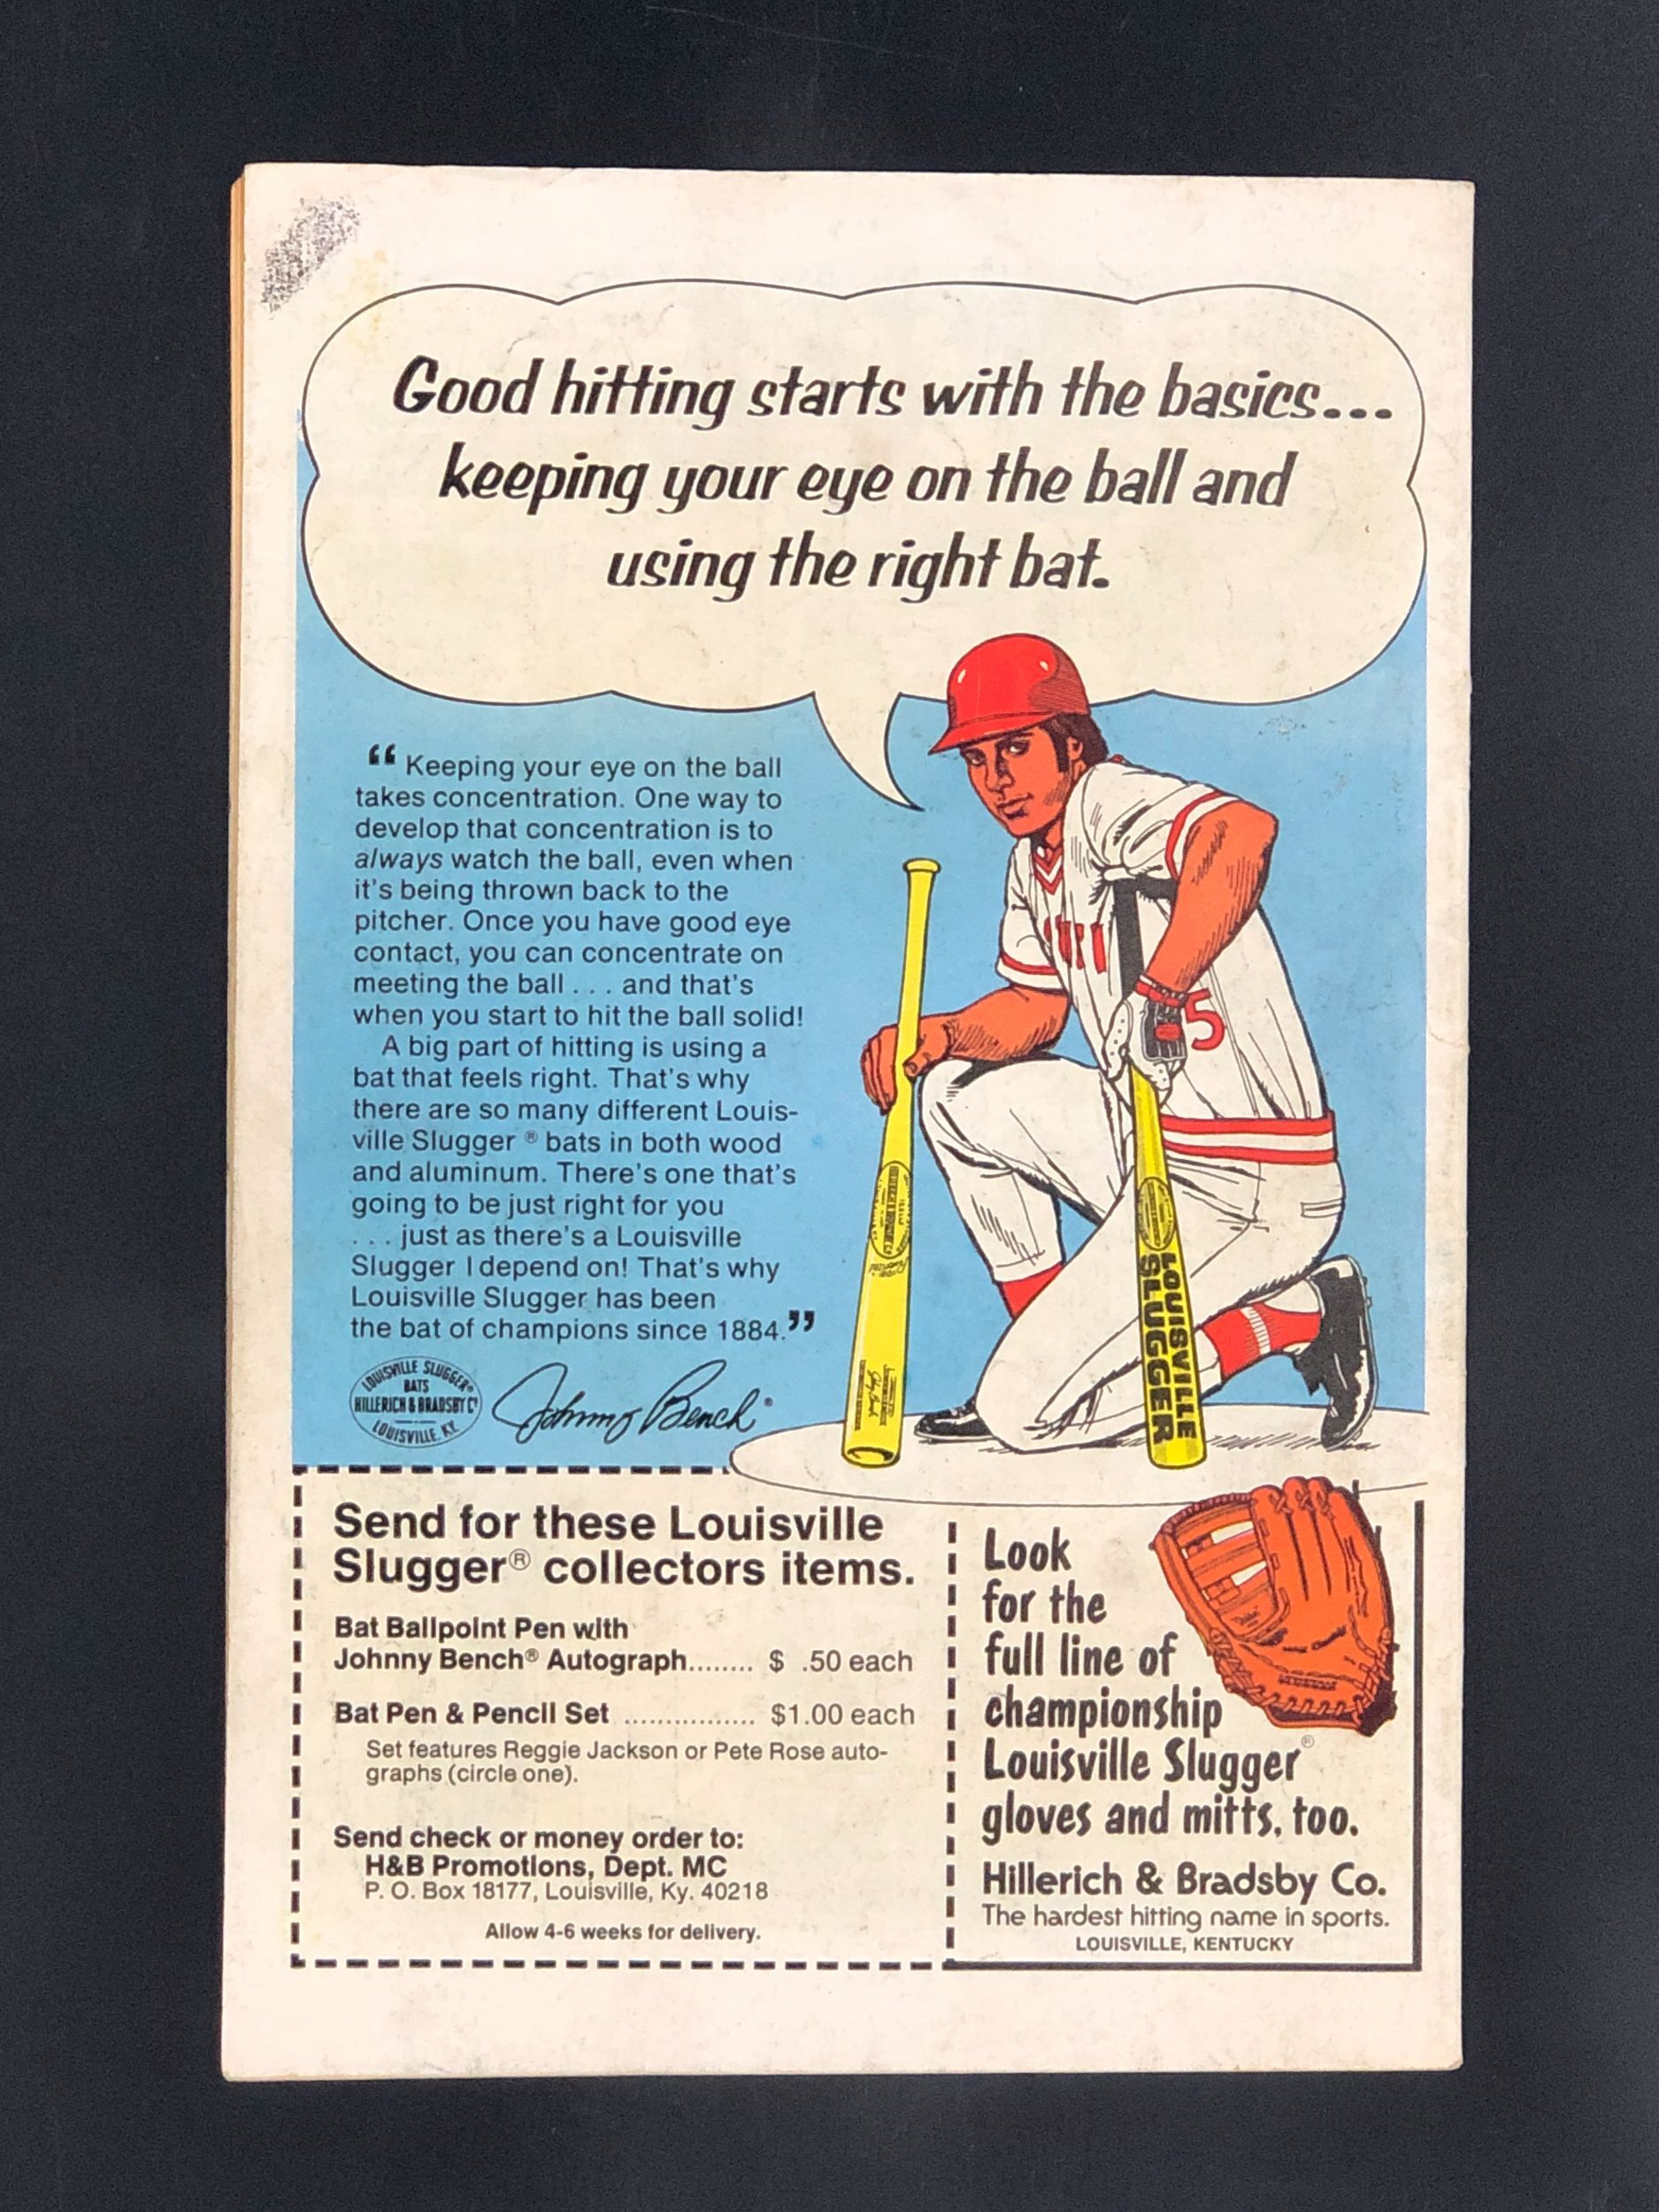 Good hitting starts with the basics...
keeping your eye on the ball and
using the right bat.
“ Keeping your eye on the ball
takes concentration. One way to
develop that concentration is to
always watch the ball, even when
it's being thrown back to the
pitcher. Once you have good eye
contact, you can concentrate on
meeting the ball . . . and that's
when you start to hit the ball solid!
A big part of hitting is using a
bat that feels right. That's why
there are so many different Louis-
ville Slugger ® bats in both wood
and aluminum. There's one that's
going to be just right for you
. . . just as there's a Louisville
Slugger I depend on! That's why
Louisville Slugger has been
the bat of champions since 1884.”
LOUISVILLE SLUGGER®
BATS
HILLERICH & BRADSBY Cº
LOUISVILLE, KY.
Johnny Bench®
5
LOUISVILLE
SLUGGER
Send for these Louisville
Slugger® collectors items.
Bat Ballpoint Pen with
Johnny Bench® Autograph........ $ .50 each
Bat Pen & Pencil Set ................ $1.00 each
Set features Reggie Jackson or Pete Rose auto-
graphs (circle one).
Send check or money order to:
H&B Promotions, Dept. MC
P. O. Box 18177, Louisville, Ky. 40218
Allow 4-6 weeks for delivery.
Look
for the
full line of
championship
Louisville Slugger®
gloves and mitts, too.
Hillerich & Bradsby Co.
The hardest hitting name in sports.
LOUISVILLE, KENTUCKY